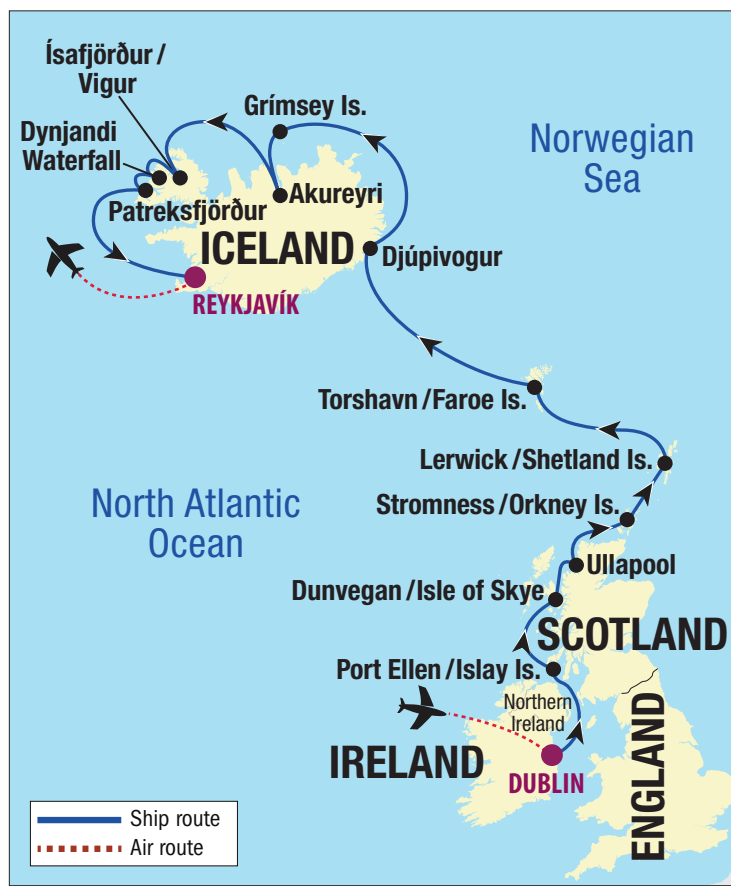 Ísafjörður /
Vigur
Grímsey Is.
Norwegian
Sea
Dynjandi
Waterfall
Patreksfjörður
Akureyri
ICELAND
Djúpivogur
REYKJAVÍK
Torshavn /Faroe Is.
Lerwick /Shetland Is.
North Atlantic
Ocean
Stromness /Orkney Is.
Ullapool
Dunvegan /Isle of Skye
SCOTLAND
Port Ellen /Islay Is.
Northern
Ireland
IRELAND
DUBLIN
ENGLAND
Ship route
Air route